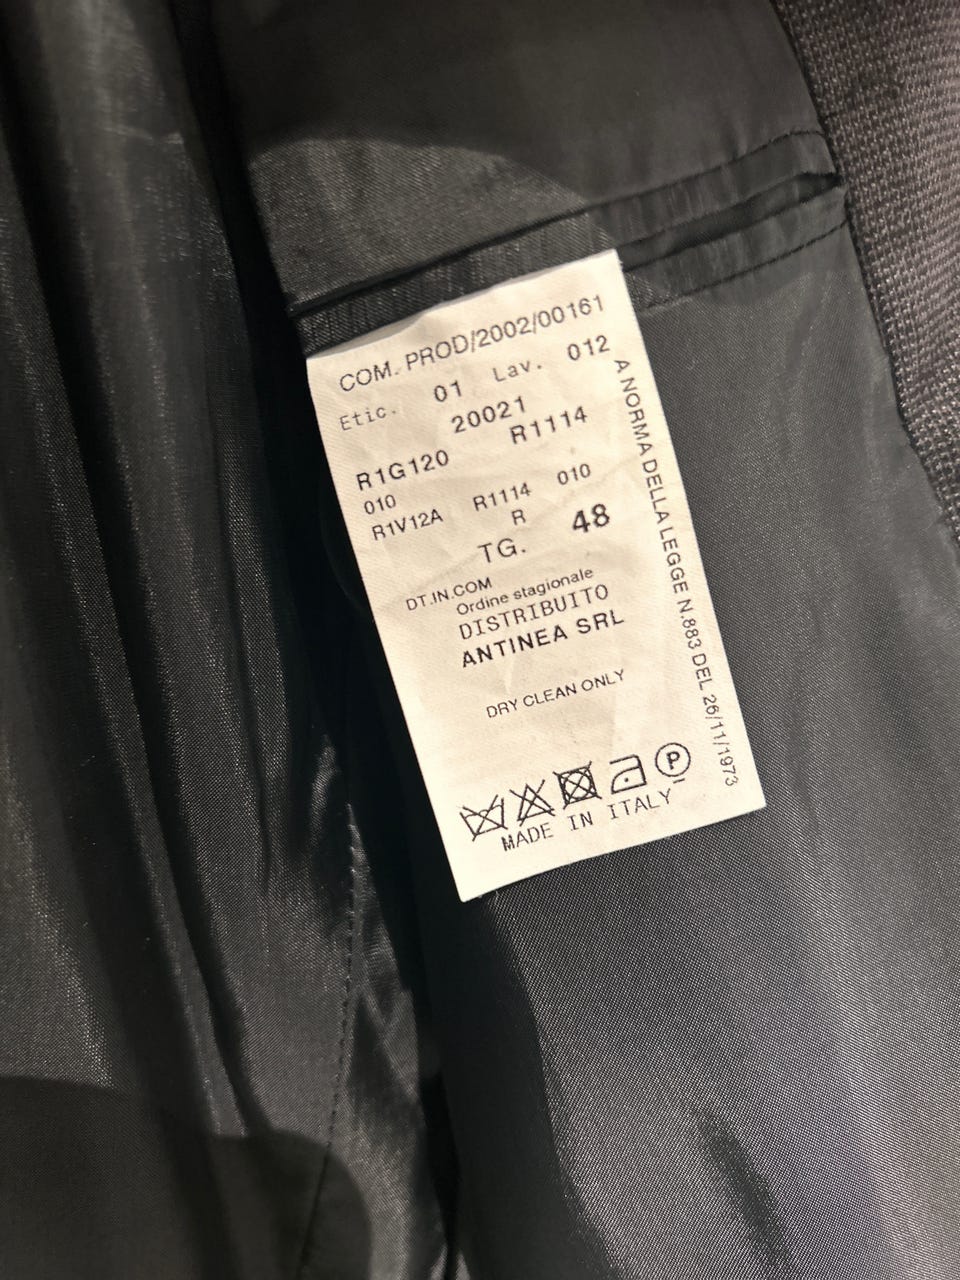 COM. PROD/2002/00161
Etic. 01 Lav. 012
20021
R1G120 R1114
010
R1V12A R1114 010
R
TG. 48
DT.IN.COM
Ordine stagionale
DISTRIBUITO
ANTINEA SRL
DRY CLEAN ONLY
P
MADE IN ITALY
A NORMA DELLA LEGGE N.883 DEL 26/11/1973